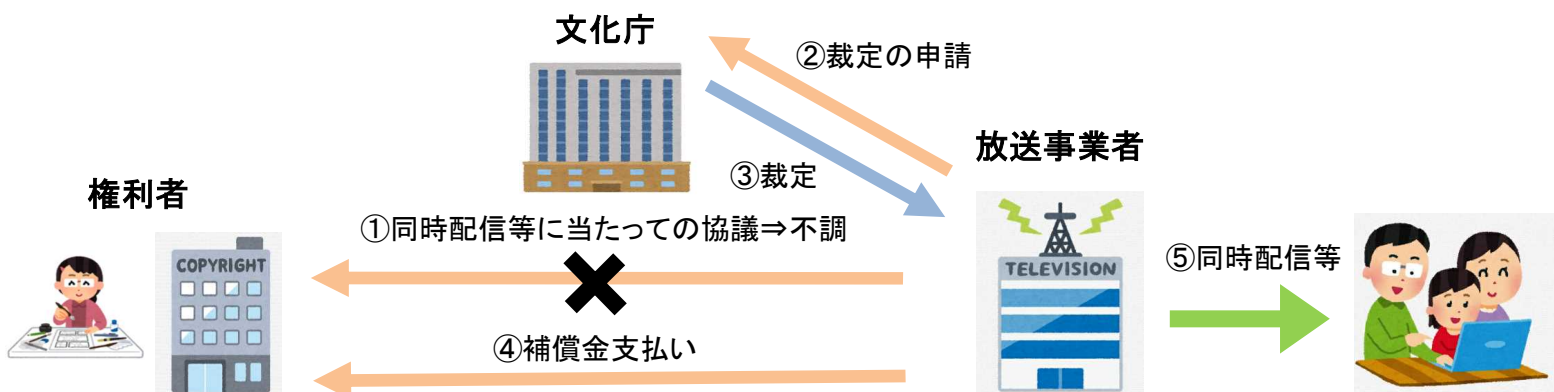 文化庁
②裁定の申請
放送事業者
③裁定
権利者
①同時配信等に当たっての協議⇒不調
COPYRIGHT
TELEVISION
⑤同時配信等
④補償金支払い